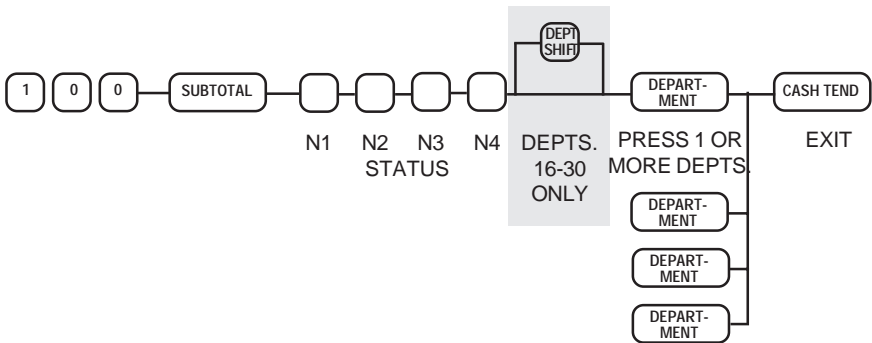 DEPT
SHIFT
1 0 0 SUBTOTAL DEPART-
MENT CASH TEND
N1 N2 N3 N4
STATUS
DEPTS.
16-30
ONLY
PRESS 1 OR
MORE DEPTS.
EXIT
DEPART-
MENT
DEPART-
MENT
DEPART-
MENT